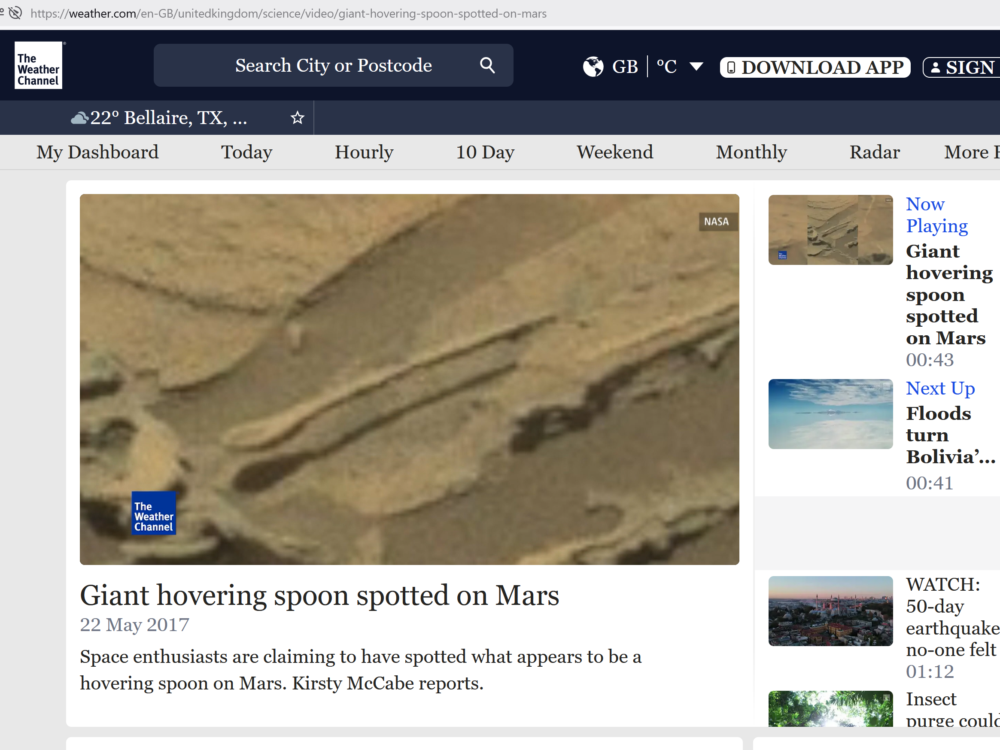 https://weather.com/en-GB/unitedkingdom/science/video/giant-hovering-spoon-spotted-on-mars
The
Weather
Channel
®
Search City or Postcode
GB
°C
DOWNLOAD APP
SIGN
22° Bellaire, TX, ...
My Dashboard
Today
Hourly
10 Day
Weekend
Monthly
Radar
More
NASA
The
Weather
Channel
Giant hovering spoon spotted on Mars
22 May 2017
Space enthusiasts are claiming to have spotted what appears to be a
hovering spoon on Mars. Kirsty McCabe reports.
Now
Playing
Giant
hovering
spoon
spotted
on Mars
00:43
The
Weather
Channel
Next Up
Floods
turn
Bolivia’...
00:41
WATCH:
50-day
earthquake
no-one felt
01:12
Insect
purge could